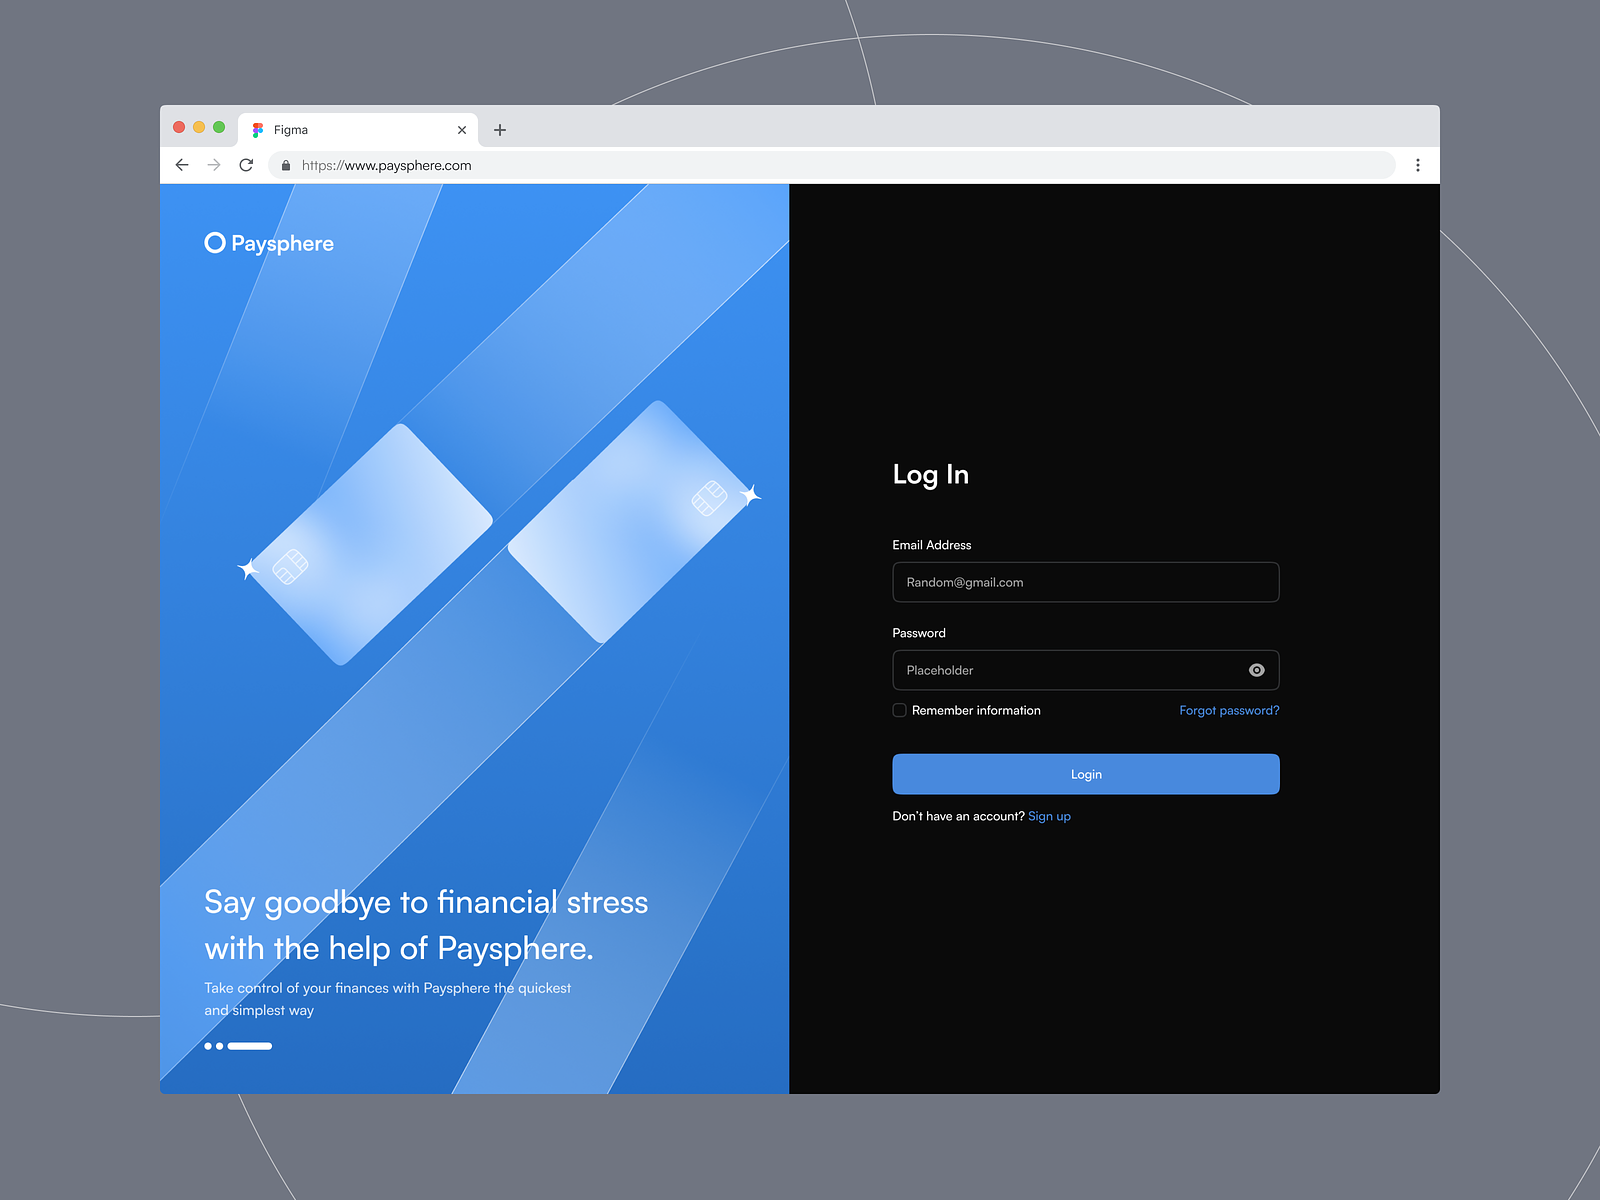 Figma
https://www.paysphere.com
Paysphere
Say goodbye to financial stress
with the help of Paysphere.
Take control of your finances with Paysphere the quickest
and simplest way
Log In
Email Address
Random@gmail.com
Password
Placeholder
Remember information
Forgot password?
Login
Don't have an account? Sign up